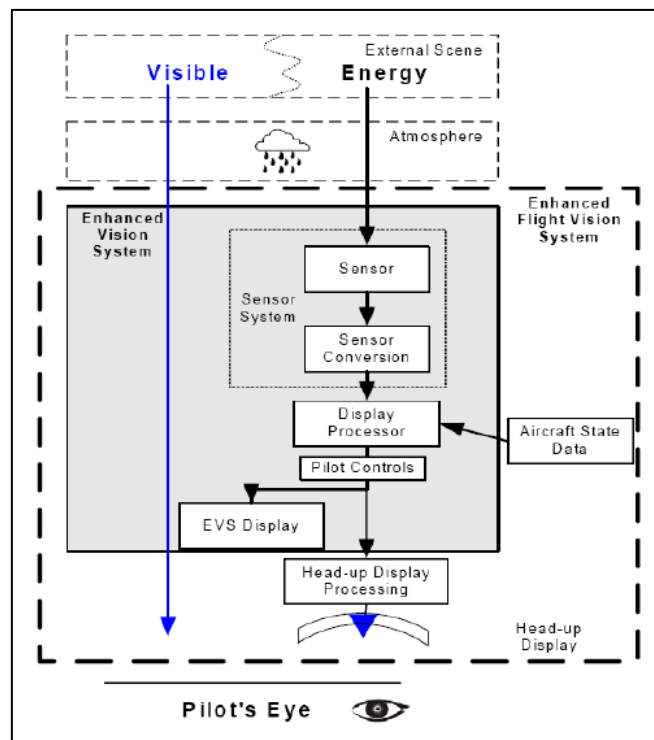 External Scene
Visible
Energy
Atmosphere
Enhanced
Vision
System
Enhanced
Flight Vision
System
Sensor
Sensor
System
Sensor
Conversion
Display
Processor
Aircraft State
Data
Pilot Controls
EVS Display
Head-up Display
Processing
Head-up
Display
Pilot's Eye